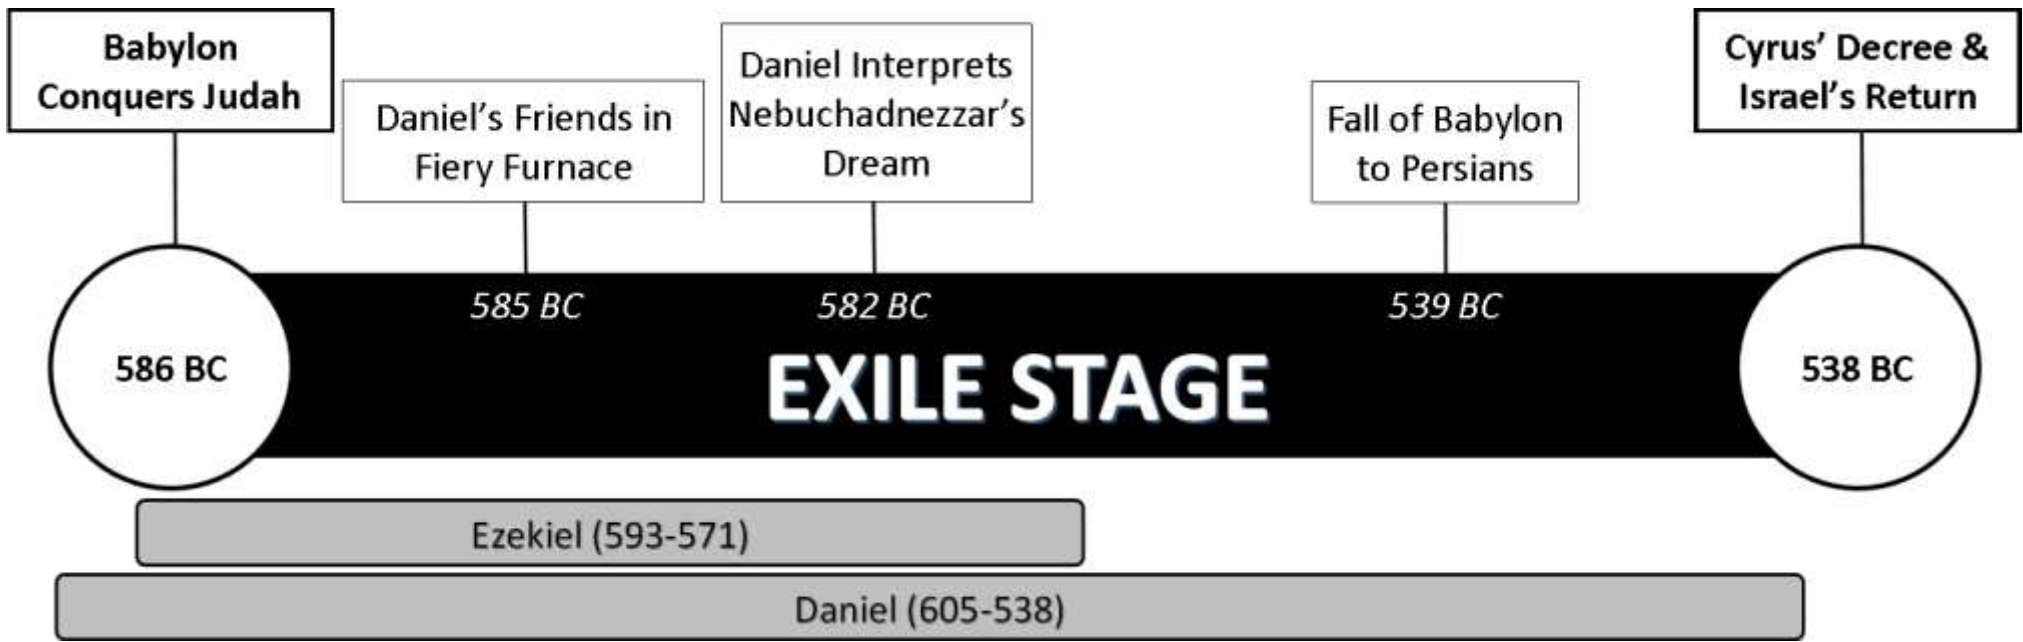 Babylon
Conquers Judah
Daniel's Friends in
Fiery Furnace
Daniel Interprets
Nebuchadnezzar's
Dream
Fall of Babylon
to Persians
Cyrus' Decree &
Israel's Return
586 BC
585 BC
582 BC
539 BC
538 BC
EXILE STAGE
Ezekiel (593-571)
Daniel (605-538)